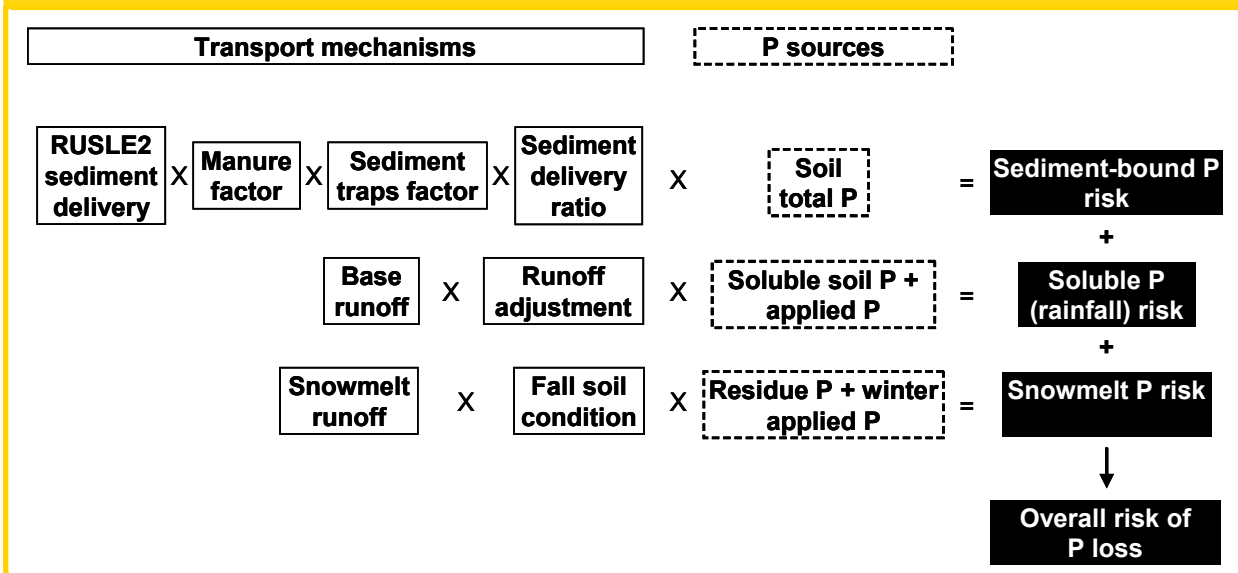 Transport mechanisms
P sources
RUSLE2
sediment
delivery
X
Manure
factor
X
Sediment
traps factor
X
Sediment
delivery
ratio
X
Soil
total P
=
Sediment-bound P
risk
+
Base
runoff
X
Runoff
adjustment
X
Soluble soil P +
applied P
=
Soluble P
(rainfall) risk
+
Snowmelt
runoff
X
Fall soil
condition
X
Residue P + winter
applied P
=
Snowmelt P risk
Overall risk of
P loss